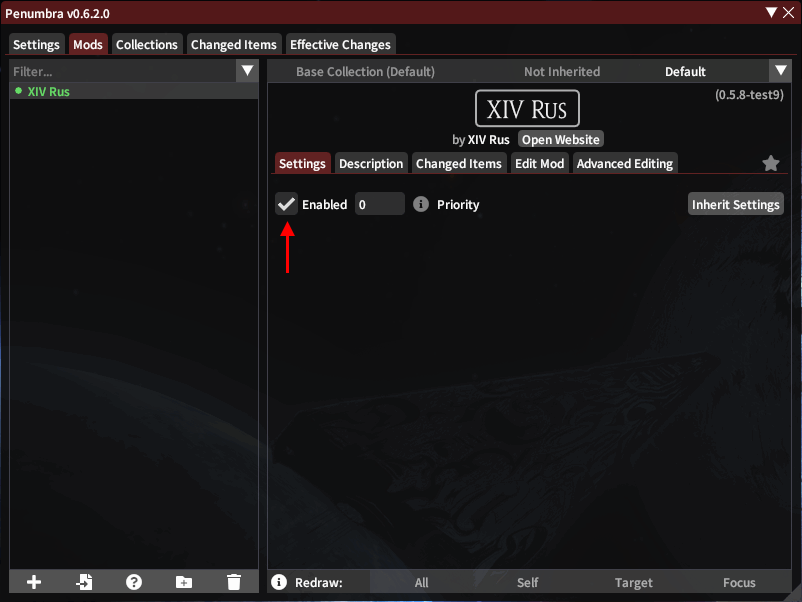 Penumbra v0.6.2.0
Settings Mods Collections Changed Items Effective Changes
Filter...
XIV Rus
Base Collection (Default) Not Inherited Default
(0.5.8-test9)
XIV Rus
by XIV Rus Open Website
Settings Description Changed Items Edit Mod Advanced Editing
Enabled 0 Priority Inherit Settings
Redraw: All Self Target Focus